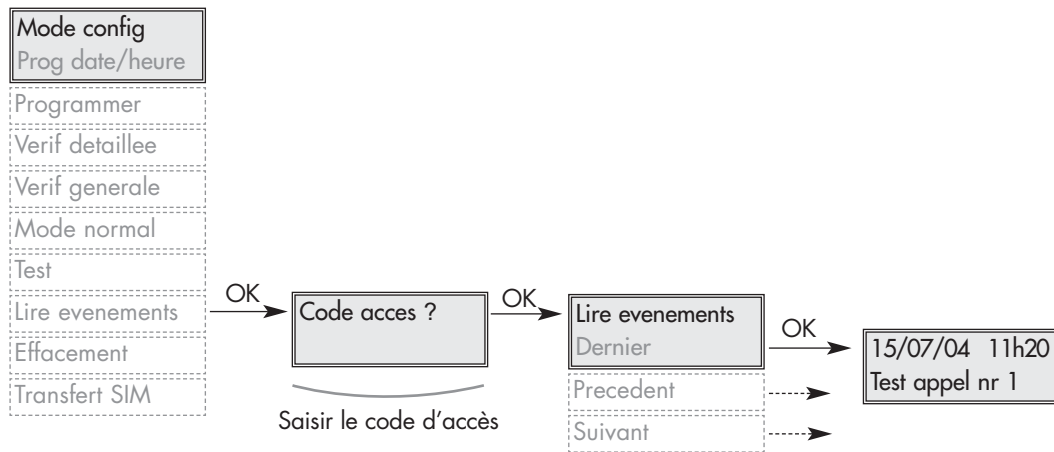 Mode config
Prog date/heure
Programmer
Verif detaillee
Verif generale
Mode normal
Test
Lire evenements
Effacement
Transfert SIM
OK
Code acces ?
Saisir le code d’accès
OK
Lire evenements
Dernier
Precedent
Suivant
OK
15/07/04 11h20
Test appel nr 1